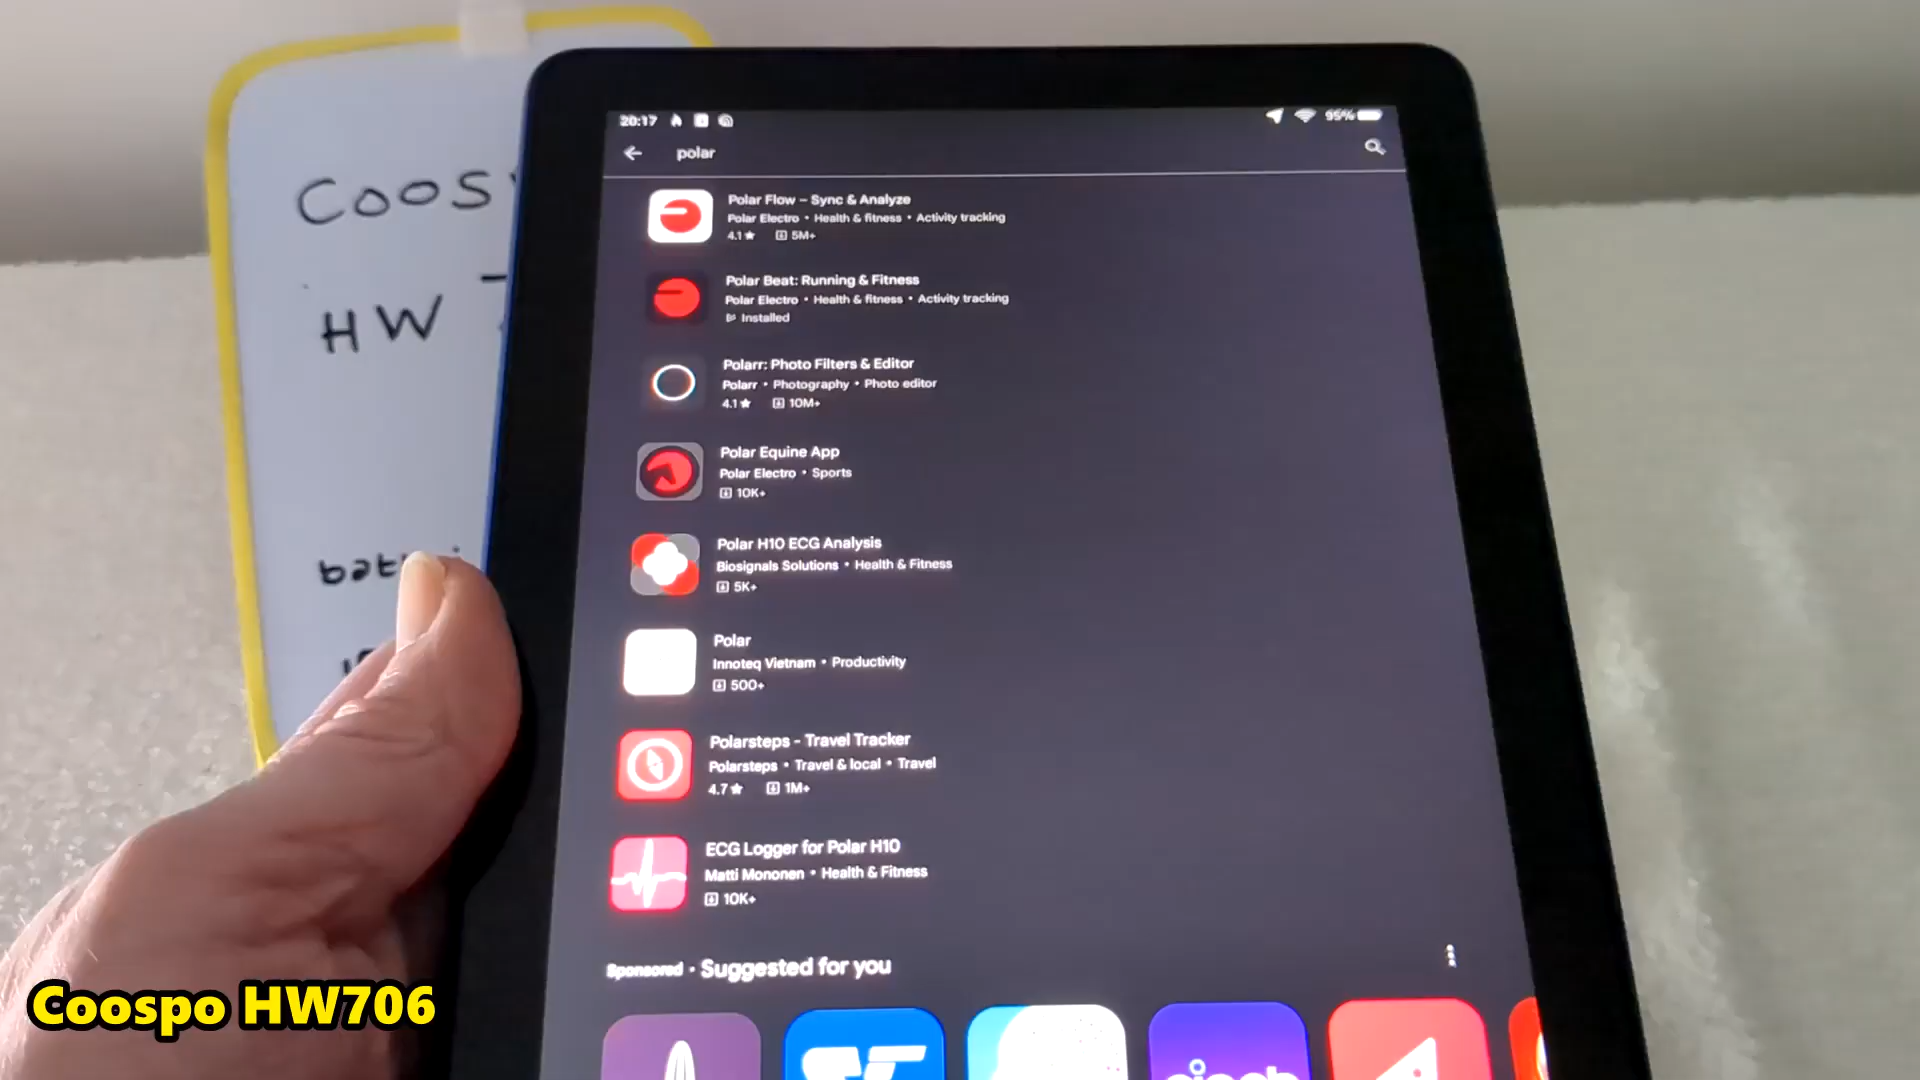 20:17 95%
polar
Polar Flow – Sync & Analyze
Polar Electro • Health & fitness • Activity tracking
4.1★ 5M+
Polar Beat: Running & Fitness
Polar Electro • Health & fitness • Activity tracking
Installed
Polarr: Photo Filters & Editor
Polarr • Photography • Photo editor
4.1★ 10M+
Polar Equine App
Polar Electro • Sports
10K+
Polar H10 ECG Analysis
Biosignals Solutions • Health & Fitness
5K+
Polar
Innoteq Vietnam • Productivity
500+
Polarsteps - Travel Tracker
Polarsteps • Travel & local • Travel
4.7★ 1M+
ECG Logger for Polar H10
Matti Mononen • Health & Fitness
10K+
Sponsored • Suggested for you
Coos
HW
Coospo HW706